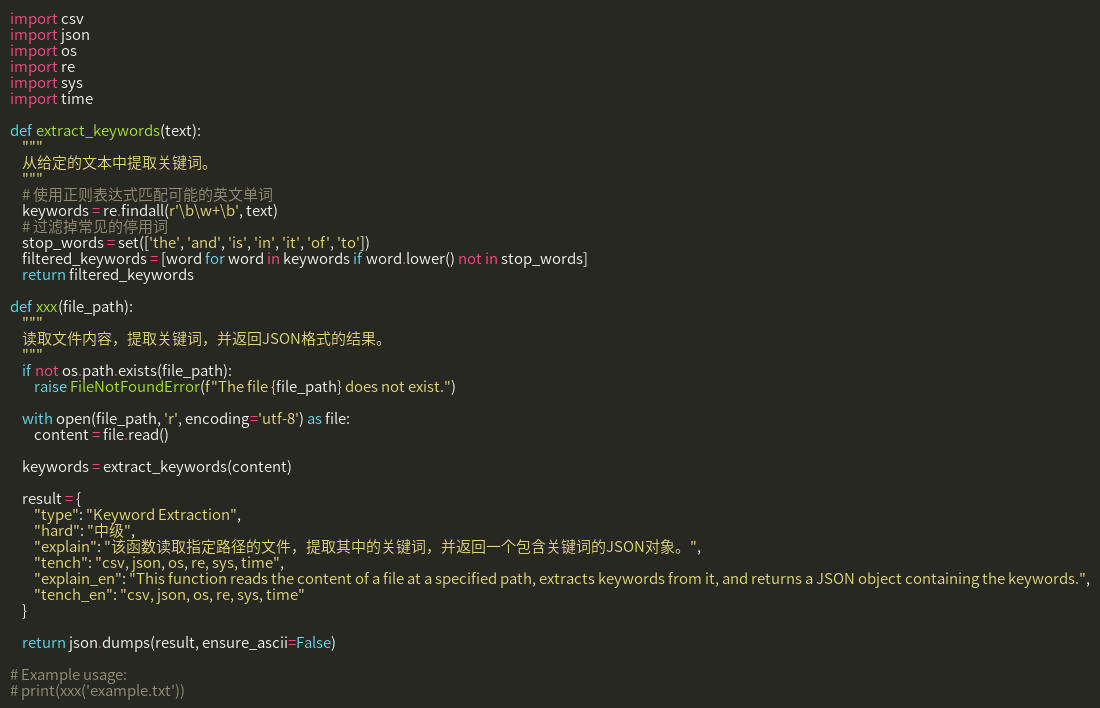 import csv
import json
import os
import re
import sys
import time
def extract_keywords(text):
"""
从给定的文本中提取关键词。
"""
# 使用正则表达式匹配可能的英文单词
keywords = re.findall(r'\b\w+\b', text)
# 过滤掉常见的停用词
stop_words = set(['the', 'and', 'is', 'in', 'it', 'of', 'to'])
filtered_keywords = [word for word in keywords if word.lower() not in stop_words]
return filtered_keywords
def xxx(file_path):
"""
读取文件内容，提取关键词，并返回JSON格式的结果。
"""
if not os.path.exists(file_path):
raise FileNotFoundError(f"The file {file_path} does not exist.")
with open(file_path, 'r', encoding='utf-8') as file:
content = file.read()
keywords = extract_keywords(content)
result = {
"type": "Keyword Extraction",
"hard": "中级",
"explain": "该函数读取指定路径的文件，提取其中的关键词，并返回一个包含关键词的JSON对象。",
"tench": "csv, json, os, re, sys, time",
"explain_en": "This function reads the content of a file at a specified path, extracts keywords from it, and returns a JSON object containing the keywords.",
"tench_en": "csv, json, os, re, sys, time"
}
return json.dumps(result, ensure_ascii=False)
# Example usage:
# print(xxx('example.txt'))